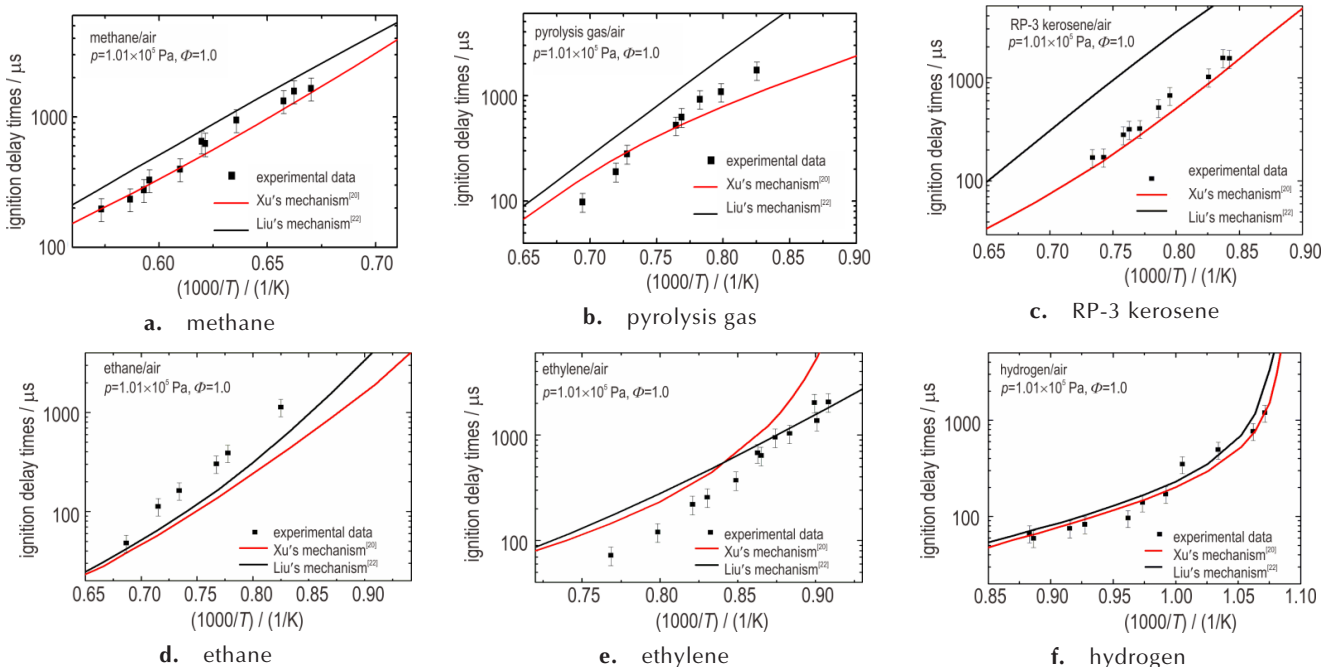 methane/air
p=1.01×10⁵ Pa, Φ=1.0
ignition delay times / μs
1000
100
experimental data
Xu's mechanism[20]
Liu's mechanism[22]
0.60
0.65
0.70
(1000/T) / (1/K)
a. methane
pyrolysis gas/air
p=1.01×10⁵ Pa, Φ=1.0
ignition delay times / μs
1000
100
experimental data
Xu's mechanism[20]
Liu's mechanism[22]
0.65
0.70
0.75
0.80
0.85
0.90
(1000/T) / (1/K)
b. pyrolysis gas
RP-3 kerosene/air
p=1.01×10⁵ Pa, Φ=1.0
ignition delay times / μs
1000
100
experimental data
Xu's mechanism[20]
Liu's mechanism[22]
0.65
0.70
0.75
0.80
0.85
0.90
(1000/T) / (1/K)
c. RP-3 kerosene
ethane/air
p=1.01×10⁵ Pa, Φ=1.0
ignition delay times / μs
1000
100
experimental data
Xu's mechanism[20]
Liu's mechanism[22]
0.65
0.70
0.75
0.80
0.85
0.90
(1000/T) / (1/K)
d. ethane
ethylene/air
p=1.01×10⁵ Pa, Φ=1.0
ignition delay times / μs
1000
100
experimental data
Xu's mechanism[20]
Liu's mechanism[22]
0.75
0.80
0.85
0.90
(1000/T) / (1/K)
e. ethylene
hydrogen/air
p=1.01×10⁵ Pa, Φ=1.0
ignition delay times / μs
1000
100
experimental data
Xu's mechanism[20]
Liu's mechanism[22]
0.85
0.90
0.95
1.00
1.05
1.10
(1000/T) / (1/K)
f. hydrogen